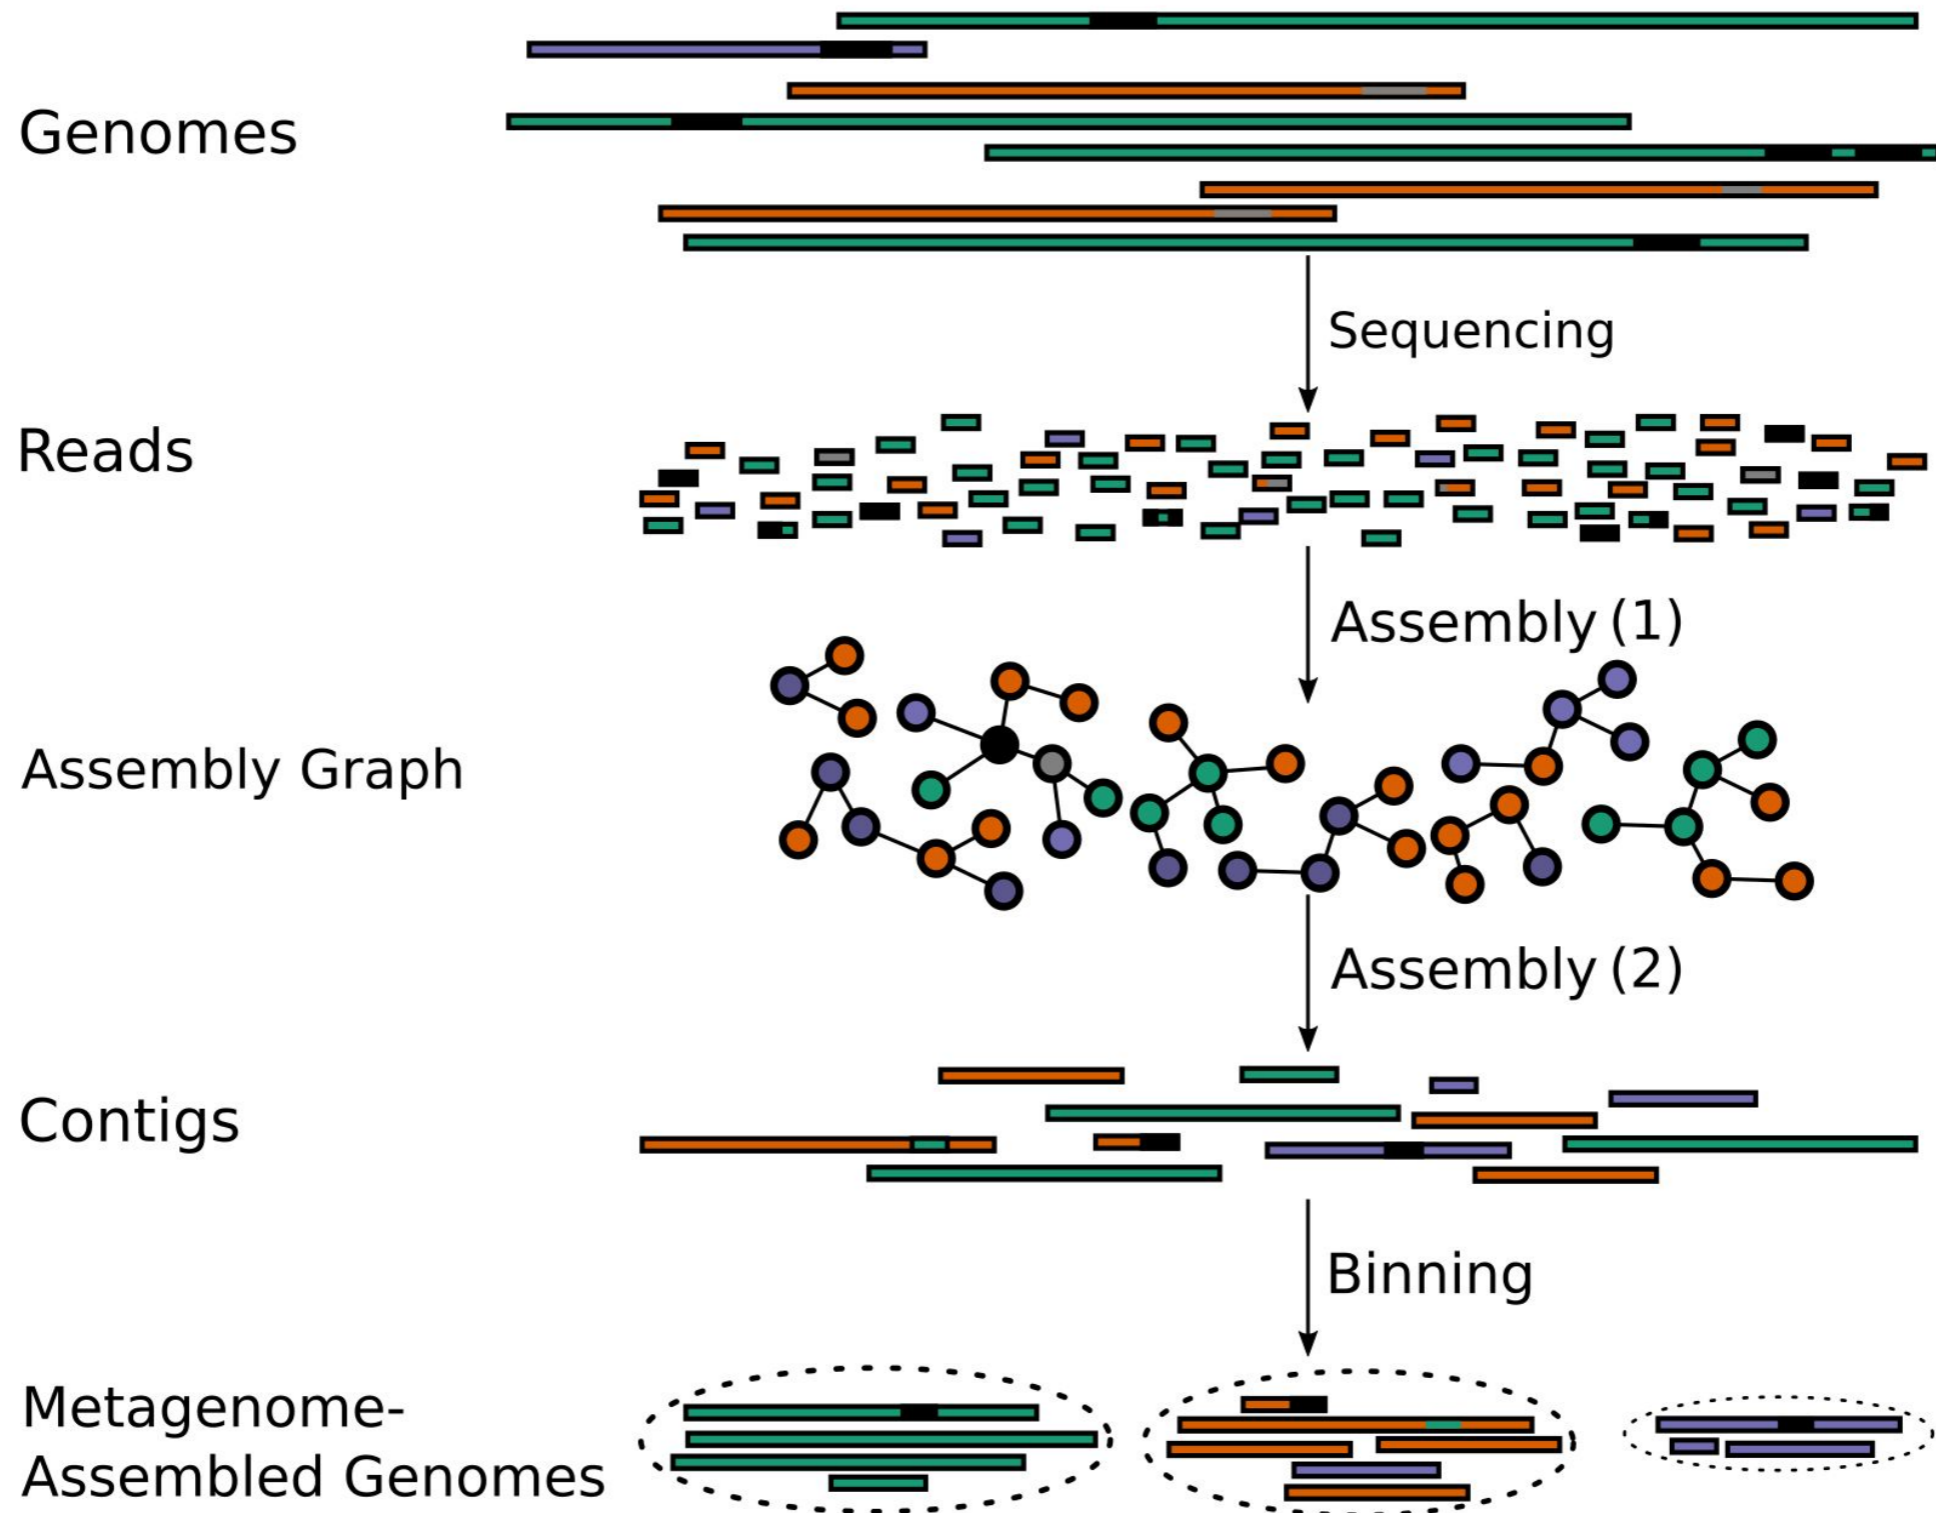 Genomes
Sequencing
Reads
Assembly (1)
Assembly Graph
Assembly (2)
Contigs
Binning
Metagenome-
Assembled Genomes